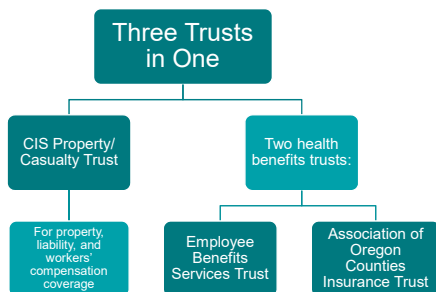 Three Trusts
in One
CIS Property/
Casualty Trust
Two health
benefits trusts:
For property,
liability, and
workers'
compensation
coverage
Employee
Benefits
Services Trust
Association of
Oregon
Counties
Insurance Trust